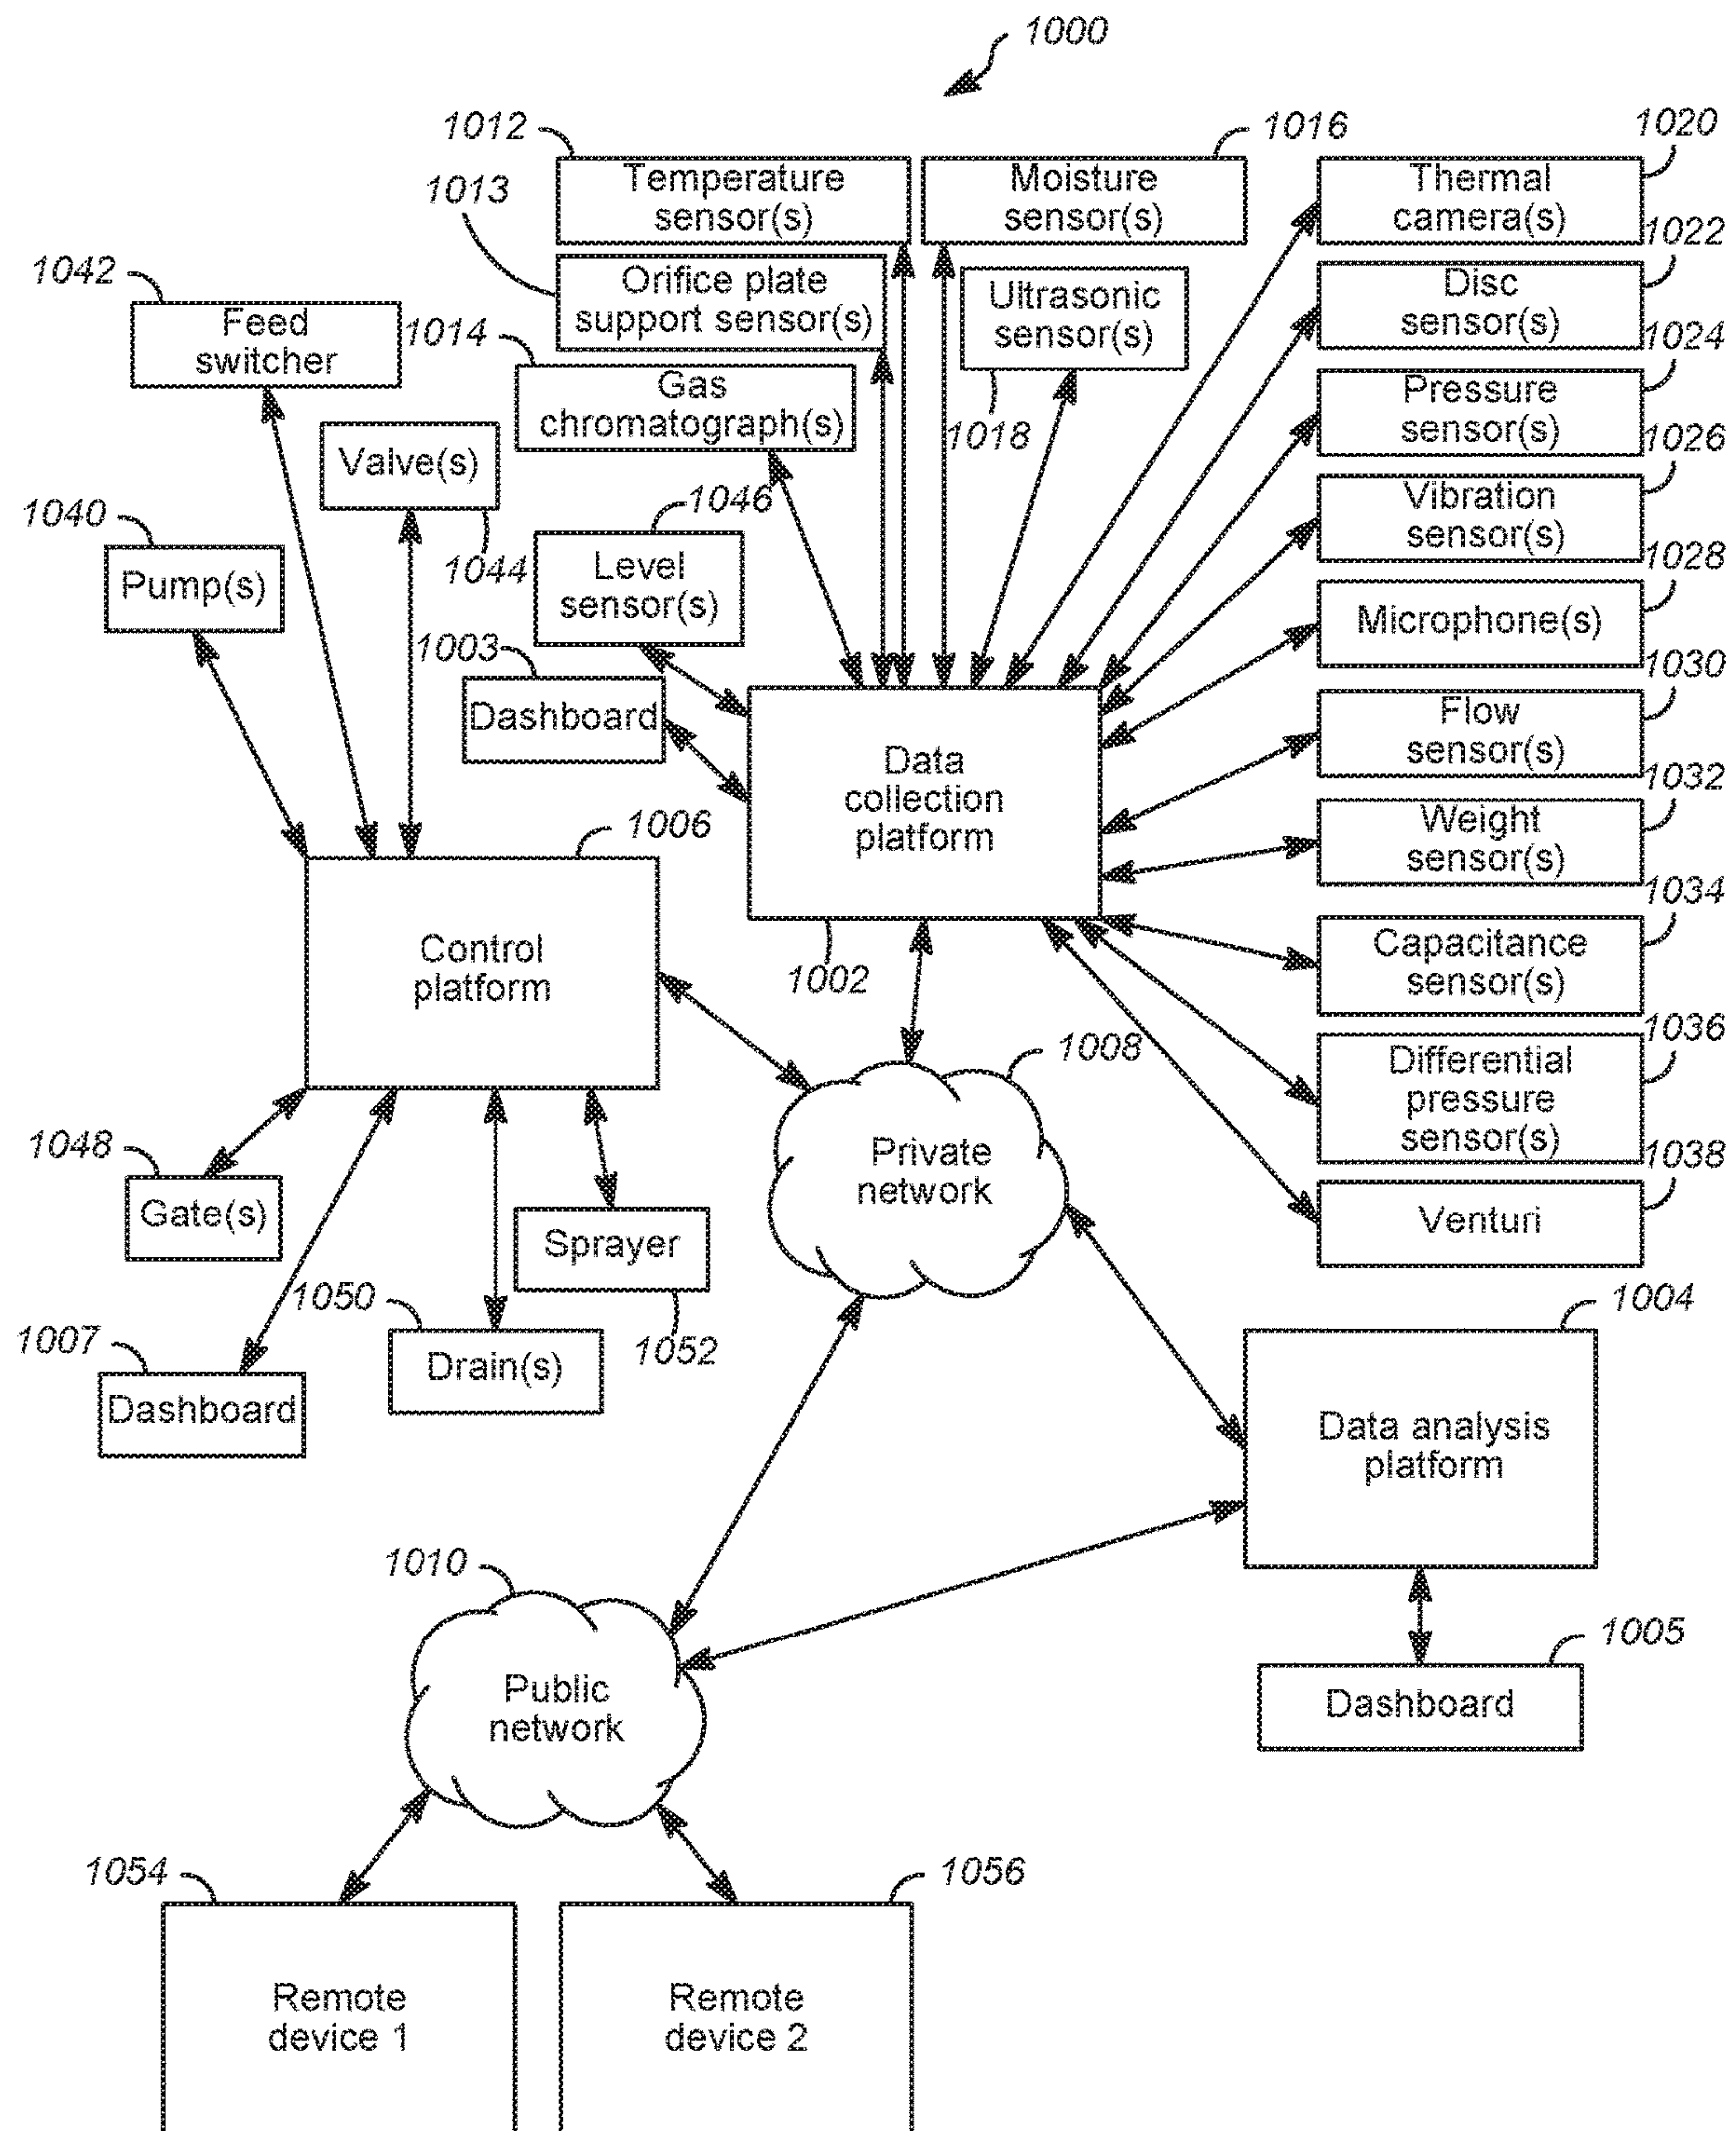 1000
1012
Temperature
sensor(s)
1016
Moisture
sensor(s)
1020
Thermal
camera(s)
1013
Orifice plate
support sensor(s)
1022
Disc
sensor(s)
1042
Feed
switcher
1014
Gas
chromatograph(s)
Ultrasonic
sensor(s)
1018
1024
Pressure
sensor(s)
Valve(s)
1044
1026
Vibration
sensor(s)
1040
Pump(s)
1046
Level
sensor(s)
1028
Microphone(s)
1003
Dashboard
1030
Flow
sensor(s)
Data
collection
platform
1002
1032
Weight
sensor(s)
1006
Control
platform
1034
Capacitance
sensor(s)
1008
Private
network
1036
Differential
pressure
sensor(s)
1048
Gate(s)
1038
Venturi
Sprayer
1052
1050
Drain(s)
1007
Dashboard
1004
Data analysis
platform
1010
Public
network
1005
Dashboard
1054
Remote
device 1
1056
Remote
device 2